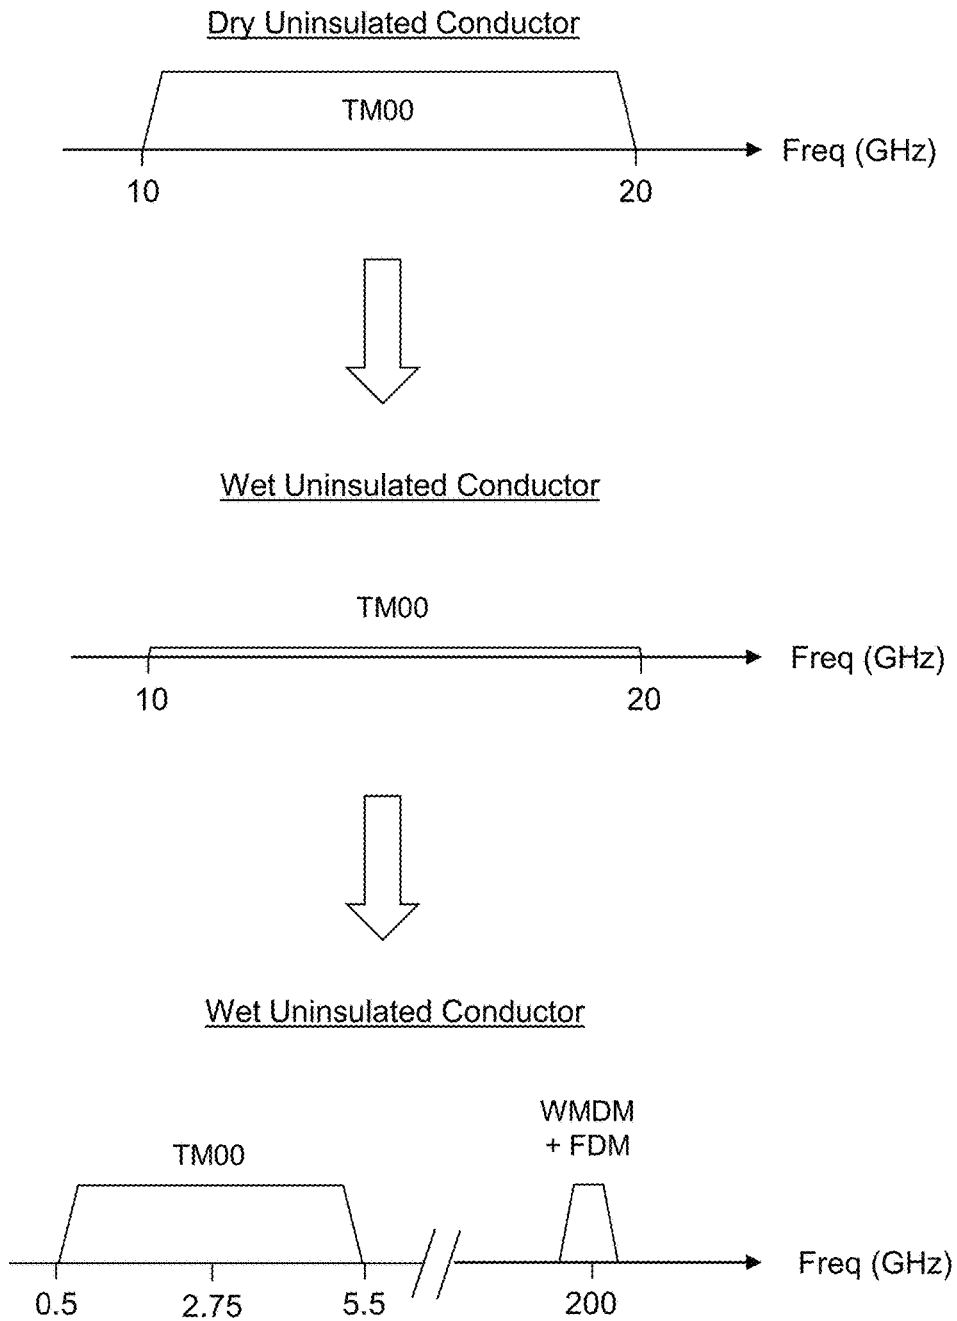 Dry Uninsulated Conductor
TM00
Freq (GHz)
10
20
Wet Uninsulated Conductor
TM00
Freq (GHz)
10
20
Wet Uninsulated Conductor
WMDM
+ FDM
TM00
Freq (GHz)
0.5
2.75
5.5
200